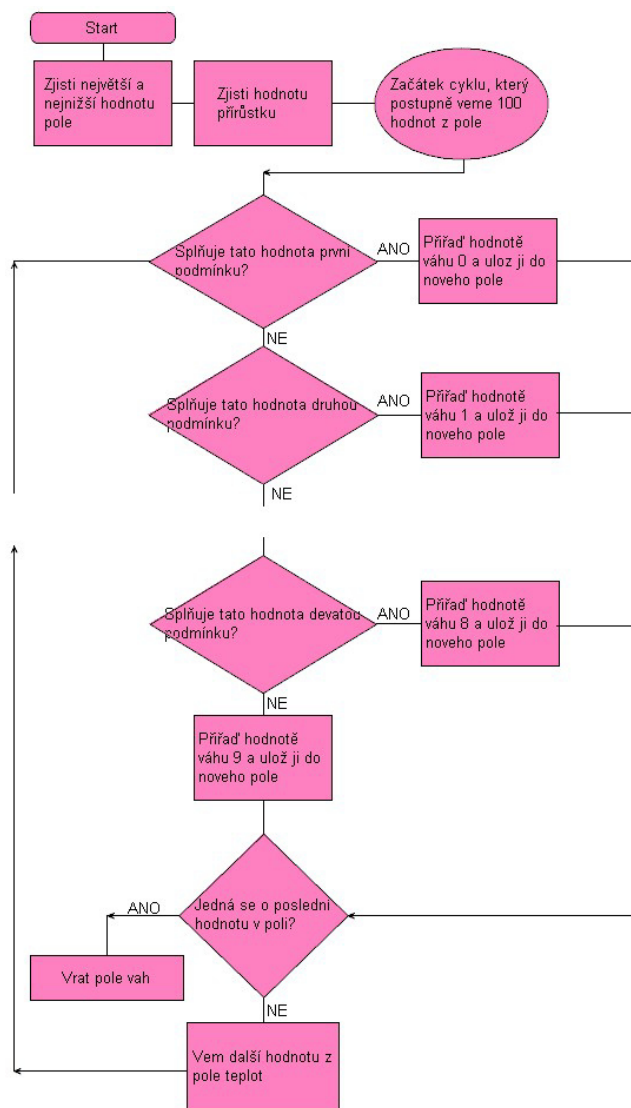 Start
Zjisti největší a
nejnižší hodnotu
pole
Zjisti hodnotu
přírůstku
Začátek cyklu, který
postupně veme 100
hodnot z pole
Splňuje tato hodnota první
podmínku?
ANO
Přiřaď hodnotě
váhu 0 a uloz ji do
noveho pole
NE
Splňuje tato hodnota druhou
podmínku?
ANO
Přiřaď hodnotě
váhu 1 a ulož ji do
noveho pole
NE
Splňuje tato hodnota devatou
podmínku?
ANO
Přiřaď hodnotě
váhu 8 a ulož ji do
noveho pole
NE
Přiřaď hodnotě
váhu 9 a ulož ji do
noveho pole
Jedná se o poslední
hodnotu v poli?
ANO
Vrat pole vah
NE
Vem další hodnotu z
pole teplot